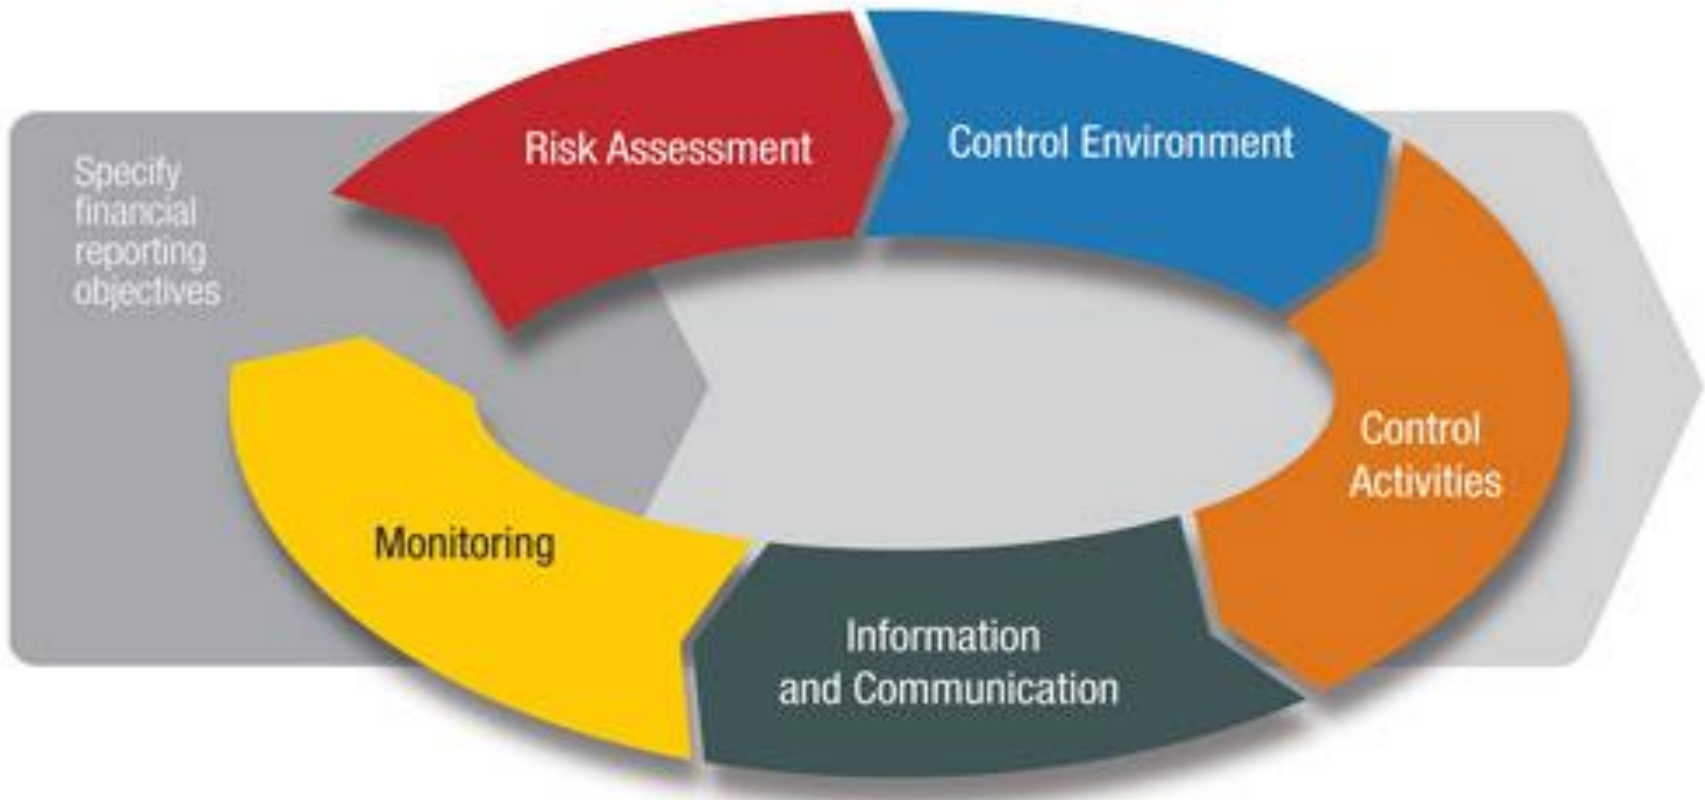 Specify
financial
reporting
objectives
Risk Assessment
Control Environment
Control
Activities
Information
and Communication
Monitoring